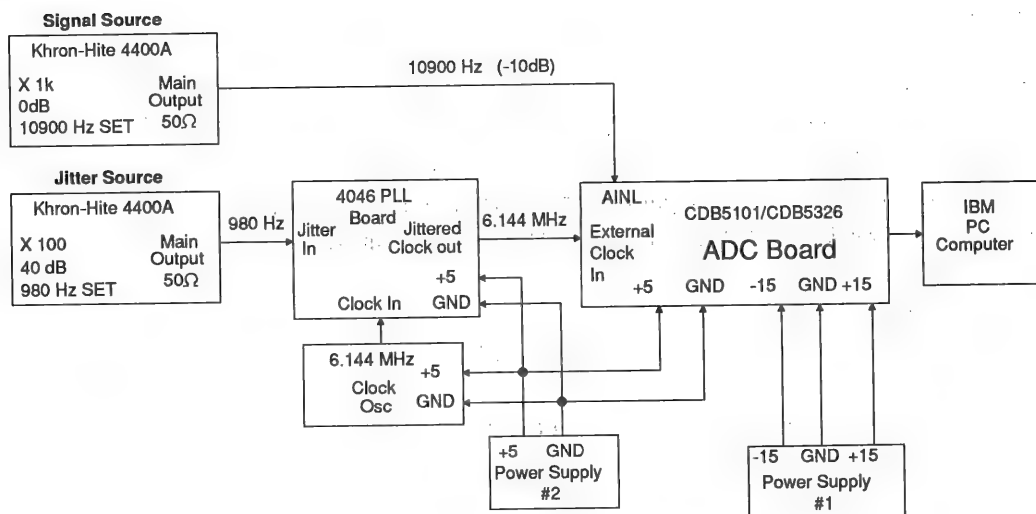 Signal Source
Khron-Hite 4400A
X 1k
0dB
10900 Hz SET
Main
Output
50Ω
10900 Hz (-10dB)
Jitter Source
Khron-Hite 4400A
X 100
40 dB
980 Hz SET
Main
Output
50Ω
980 Hz
4046 PLL
Board
Jitter
In
Jittered
Clock out
+5
GND
Clock In
6.144 MHz
6.144 MHz
Clock
Osc
+5
GND
AINL
External
Clock
In
CDB5101/CDB5326
ADC Board
+5 GND -15 GND +15
IBM
PC
Computer
+5 GND
Power Supply
#2
-15 GND +15
Power Supply
#1